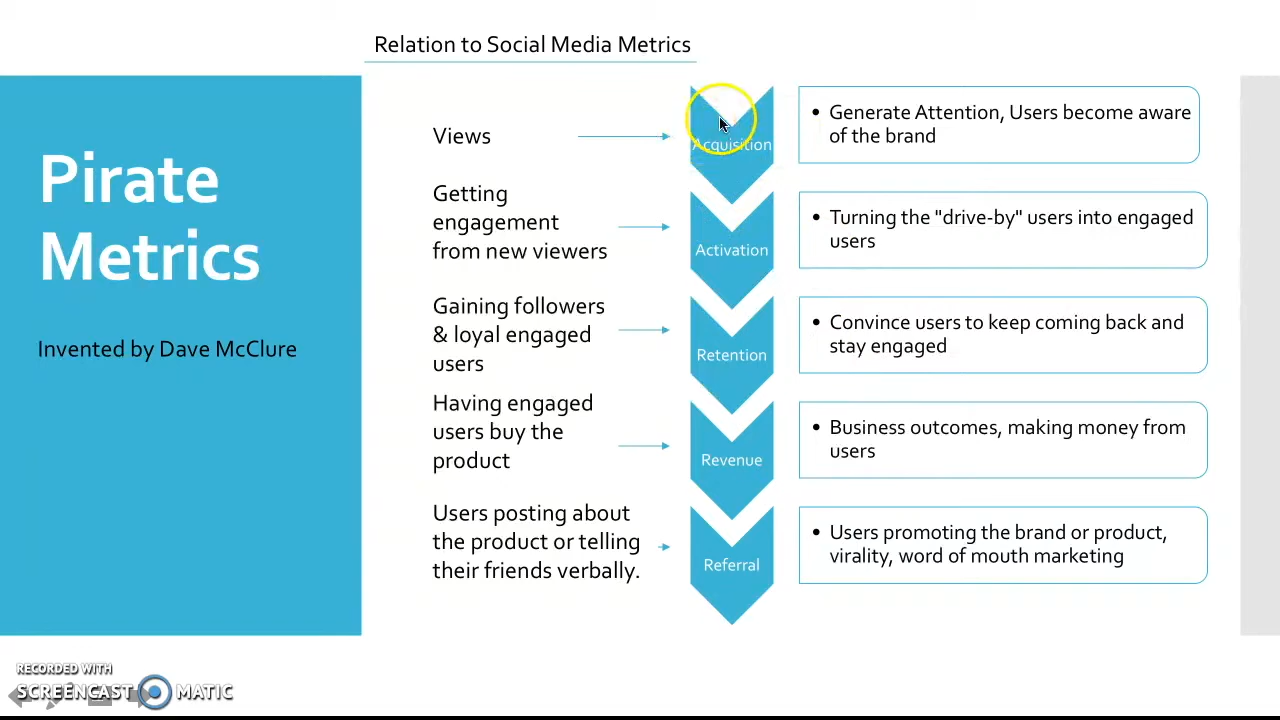 Relation to Social Media Metrics
Pirate
Metrics
Invented by Dave McClure
Views
Acquisition
• Generate Attention, Users become aware
of the brand
Getting
engagement
from new viewers
Activation
• Turning the "drive-by" users into engaged
users
Gaining followers
& loyal engaged
users
Retention
• Convince users to keep coming back and
stay engaged
Having engaged
users buy the
product
Revenue
• Business outcomes, making money from
users
Users posting about
the product or telling
their friends verbally.
Referral
• Users promoting the brand or product,
virality, word of mouth marketing
RECORDED WITH
SCREENCAST MATIC